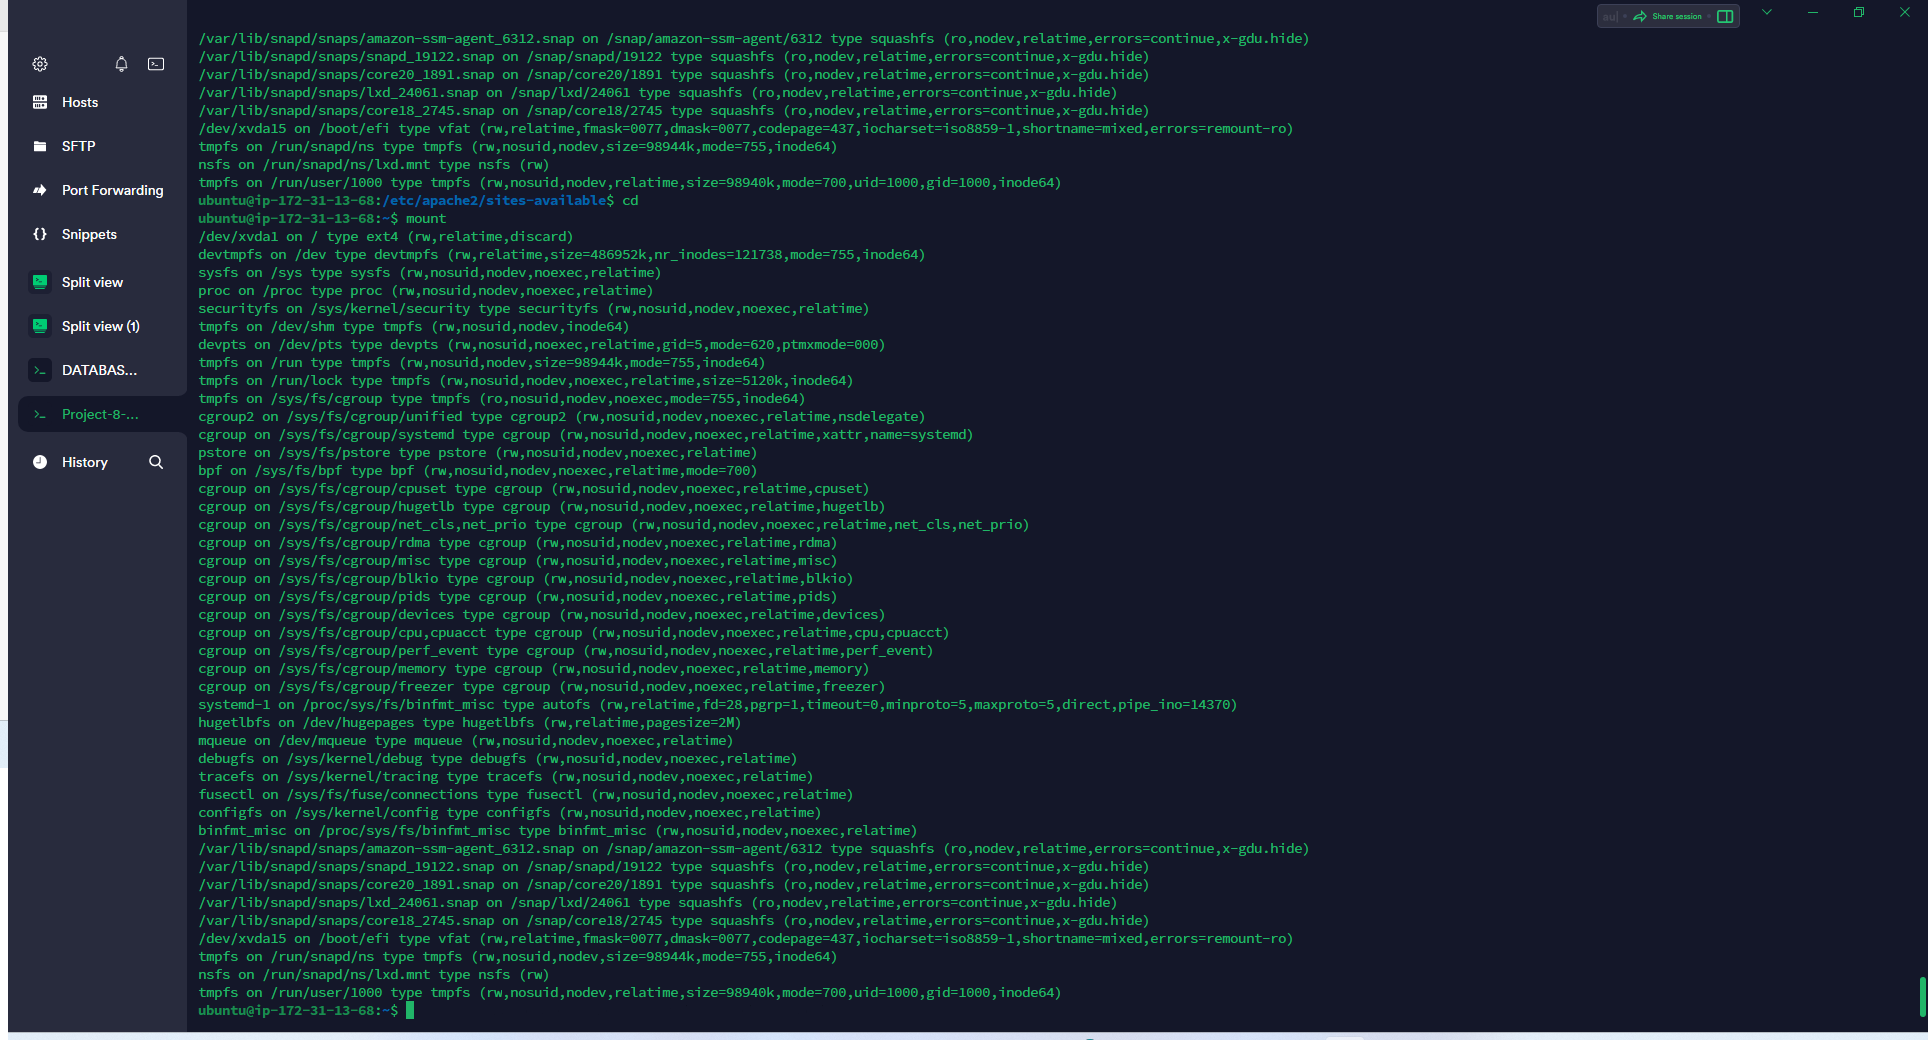 au|
Share session
Hosts
SFTP
Port Forwarding
{} Snippets
Split view
Split view (1)
>_ DATABAS...
>_ Project-8-...
History
/var/lib/snapd/snaps/amazon-ssm-agent_6312.snap on /snap/amazon-ssm-agent/6312 type squashfs (ro,nodev,relatime,errors=continue,x-gdu.hide)
/var/lib/snapd/snaps/snapd_19122.snap on /snap/snapd/19122 type squashfs (ro,nodev,relatime,errors=continue,x-gdu.hide)
/var/lib/snapd/snaps/core20_1891.snap on /snap/core20/1891 type squashfs (ro,nodev,relatime,errors=continue,x-gdu.hide)
/var/lib/snapd/snaps/lxd_24061.snap on /snap/lxd/24061 type squashfs (ro,nodev,relatime,errors=continue,x-gdu.hide)
/var/lib/snapd/snaps/core18_2745.snap on /snap/core18/2745 type squashfs (ro,nodev,relatime,errors=continue,x-gdu.hide)
/dev/xvda15 on /boot/efi type vfat (rw,relatime,fmask=0077,dmask=0077,codepage=437,iocharset=iso8859-1,shortname=mixed,errors=remount-ro)
tmpfs on /run/snapd/ns type tmpfs (rw,nosuid,nodev,size=98944k,mode=755,inode64)
nsfs on /run/snapd/ns/lxd.mnt type nsfs (rw)
tmpfs on /run/user/1000 type tmpfs (rw,nosuid,nodev,relatime,size=98940k,mode=700,uid=1000,gid=1000,inode64)
ubuntu@ip-172-31-13-68:/etc/apache2/sites-available$ cd
ubuntu@ip-172-31-13-68:~$ mount
/dev/xvda1 on / type ext4 (rw,relatime,discard)
devtmpfs on /dev type devtmpfs (rw,relatime,size=486952k,nr_inodes=121738,mode=755,inode64)
sysfs on /sys type sysfs (rw,nosuid,nodev,noexec,relatime)
proc on /proc type proc (rw,nosuid,nodev,noexec,relatime)
securityfs on /sys/kernel/security type securityfs (rw,nosuid,nodev,noexec,relatime)
tmpfs on /dev/shm type tmpfs (rw,nosuid,nodev,inode64)
devpts on /dev/pts type devpts (rw,nosuid,noexec,relatime,gid=5,mode=620,ptmxmode=000)
tmpfs on /run type tmpfs (rw,nosuid,nodev,size=98944k,mode=755,inode64)
tmpfs on /run/lock type tmpfs (rw,nosuid,nodev,noexec,relatime,size=5120k,inode64)
tmpfs on /sys/fs/cgroup type tmpfs (ro,nosuid,nodev,noexec,mode=755,inode64)
cgroup2 on /sys/fs/cgroup/unified type cgroup2 (rw,nosuid,nodev,noexec,relatime,nsdelegate)
cgroup on /sys/fs/cgroup/systemd type cgroup (rw,nosuid,nodev,noexec,relatime,xattr,name=systemd)
pstore on /sys/fs/pstore type pstore (rw,nosuid,nodev,noexec,relatime)
bpf on /sys/fs/bpf type bpf (rw,nosuid,nodev,noexec,relatime,mode=700)
cgroup on /sys/fs/cgroup/cpuset type cgroup (rw,nosuid,nodev,noexec,relatime,cpuset)
cgroup on /sys/fs/cgroup/hugetlb type cgroup (rw,nosuid,nodev,noexec,relatime,hugetlb)
cgroup on /sys/fs/cgroup/net_cls,net_prio type cgroup (rw,nosuid,nodev,noexec,relatime,net_cls,net_prio)
cgroup on /sys/fs/cgroup/rdma type cgroup (rw,nosuid,nodev,noexec,relatime,rdma)
cgroup on /sys/fs/cgroup/misc type cgroup (rw,nosuid,nodev,noexec,relatime,misc)
cgroup on /sys/fs/cgroup/blkio type cgroup (rw,nosuid,nodev,noexec,relatime,blkio)
cgroup on /sys/fs/cgroup/pids type cgroup (rw,nosuid,nodev,noexec,relatime,pids)
cgroup on /sys/fs/cgroup/devices type cgroup (rw,nosuid,nodev,noexec,relatime,devices)
cgroup on /sys/fs/cgroup/cpu,cpuacct type cgroup (rw,nosuid,nodev,noexec,relatime,cpu,cpuacct)
cgroup on /sys/fs/cgroup/perf_event type cgroup (rw,nosuid,nodev,noexec,relatime,perf_event)
cgroup on /sys/fs/cgroup/memory type cgroup (rw,nosuid,nodev,noexec,relatime,memory)
cgroup on /sys/fs/cgroup/freezer type cgroup (rw,nosuid,nodev,noexec,relatime,freezer)
systemd-1 on /proc/sys/fs/binfmt_misc type autofs (rw,relatime,fd=28,pgrp=1,timeout=0,minproto=5,maxproto=5,direct,pipe_ino=14370)
hugetlbfs on /dev/hugepages type hugetlbfs (rw,relatime,pagesize=2M)
mqueue on /dev/mqueue type mqueue (rw,nosuid,nodev,noexec,relatime)
debugfs on /sys/kernel/debug type debugfs (rw,nosuid,nodev,noexec,relatime)
tracefs on /sys/kernel/tracing type tracefs (rw,nosuid,nodev,noexec,relatime)
fusectl on /sys/fs/fuse/connections type fusectl (rw,nosuid,nodev,noexec,relatime)
configfs on /sys/kernel/config type configfs (rw,nosuid,nodev,noexec,relatime)
binfmt_misc on /proc/sys/fs/binfmt_misc type binfmt_misc (rw,nosuid,nodev,noexec,relatime)
/var/lib/snapd/snaps/amazon-ssm-agent_6312.snap on /snap/amazon-ssm-agent/6312 type squashfs (ro,nodev,relatime,errors=continue,x-gdu.hide)
/var/lib/snapd/snaps/snapd_19122.snap on /snap/snapd/19122 type squashfs (ro,nodev,relatime,errors=continue,x-gdu.hide)
/var/lib/snapd/snaps/core20_1891.snap on /snap/core20/1891 type squashfs (ro,nodev,relatime,errors=continue,x-gdu.hide)
/var/lib/snapd/snaps/lxd_24061.snap on /snap/lxd/24061 type squashfs (ro,nodev,relatime,errors=continue,x-gdu.hide)
/var/lib/snapd/snaps/core18_2745.snap on /snap/core18/2745 type squashfs (ro,nodev,relatime,errors=continue,x-gdu.hide)
/dev/xvda15 on /boot/efi type vfat (rw,relatime,fmask=0077,dmask=0077,codepage=437,iocharset=iso8859-1,shortname=mixed,errors=remount-ro)
tmpfs on /run/snapd/ns type tmpfs (rw,nosuid,nodev,size=98944k,mode=755,inode64)
nsfs on /run/snapd/ns/lxd.mnt type nsfs (rw)
tmpfs on /run/user/1000 type tmpfs (rw,nosuid,nodev,relatime,size=98940k,mode=700,uid=1000,gid=1000,inode64)
ubuntu@ip-172-31-13-68:~$